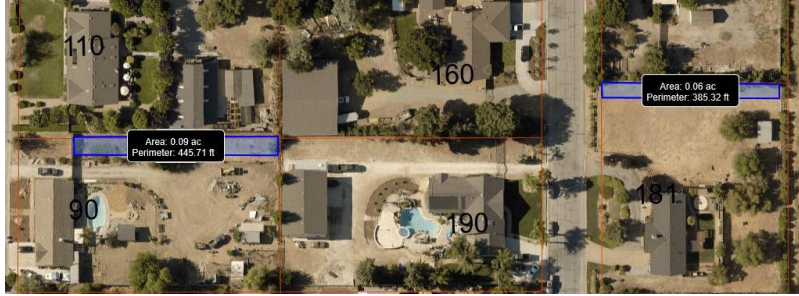 110
160
Area: 0.06 ac
Perimeter: 385.32 ft
Area: 0.09 ac
Perimeter: 445.71 ft
90
190
181